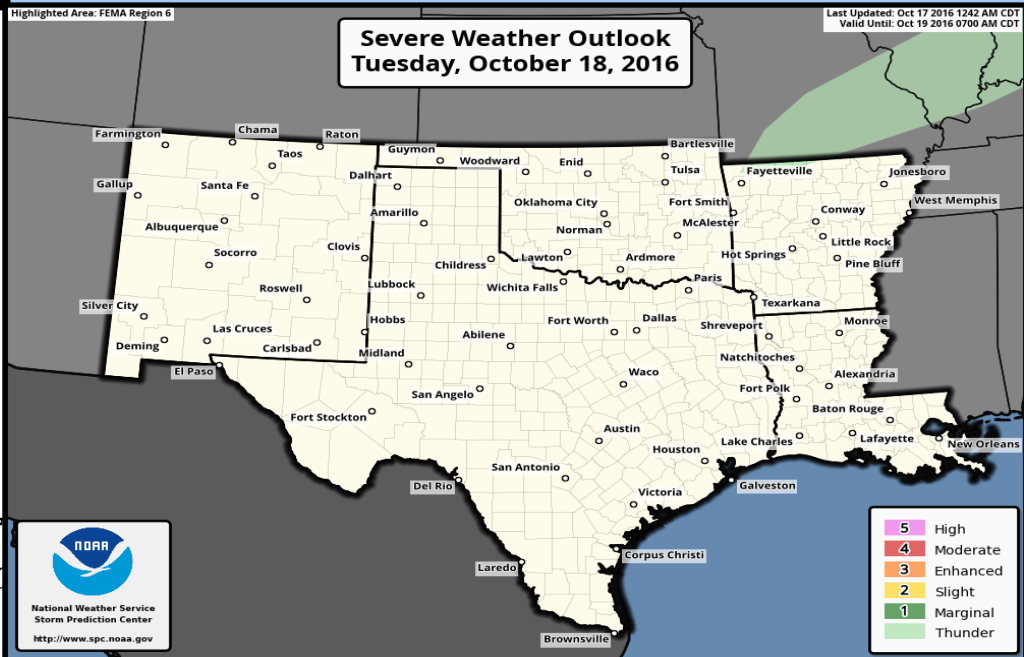 Highlighted Area: FEMA Region 6
Last Updated: Oct 17 2016 1242 AM CDT
Valid Until: Oct 19 2016 0700 AM CDT
Severe Weather Outlook
Tuesday, October 18, 2016
Farmington
Chama
Raton
Taos
Guymon
Woodward
Enid
Bartlesville
Tulsa
Fayetteville
Jonesboro
Gallup
Santa Fe
Dalhart
Oklahoma City
Fort Smith
West Memphis
Albuquerque
Amarillo
Norman
McAlester
Conway
Little Rock
Socorro
Clovis
Childress
Lawton
Ardmore
Hot Springs
Pine Bluff
Roswell
Lubbock
Wichita Falls
Paris
Texarkana
Silver City
Las Cruces
Hobbs
Abilene
Fort Worth
Dallas
Shreveport
Monroe
Deming
Carlsbad
Midland
Natchitoches
El Paso
San Angelo
Waco
Fort Polk
Alexandria
Fort Stockton
Austin
Baton Rouge
Houston
Lake Charles
Lafayette
New Orleans
Del Rio
San Antonio
Victoria
Galveston
Laredo
Corpus Christi
Brownsville
NOAA
National Weather Service
Storm Prediction Center
http://www.spc.noaa.gov
5 High
4 Moderate
3 Enhanced
2 Slight
1 Marginal
Thunder